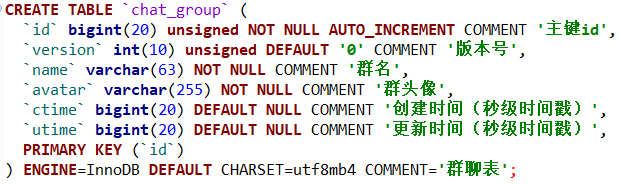 CREATE TABLE `chat_group` (
  `id` bigint(20) unsigned NOT NULL AUTO_INCREMENT COMMENT '主键id',
  `version` int(10) unsigned DEFAULT '0' COMMENT '版本号',
  `name` varchar(63) NOT NULL COMMENT '群名',
  `avatar` varchar(255) NOT NULL COMMENT '群头像',
  `ctime` bigint(20) DEFAULT NULL COMMENT '创建时间（秒级时间戳）',
  `utime` bigint(20) DEFAULT NULL COMMENT '更新时间（秒级时间戳）',
  PRIMARY KEY (`id`)
) ENGINE=InnoDB DEFAULT CHARSET=utf8mb4 COMMENT='群聊表';